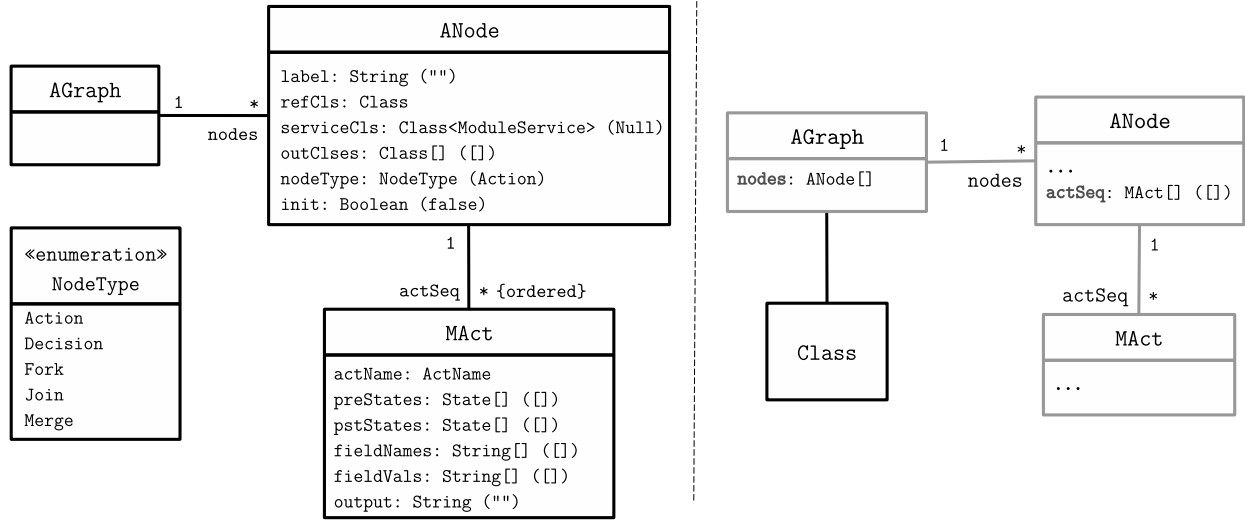 AGraph
1
*
nodes
ANode
label: String ("")
refCls: Class
serviceCls: Class<ModuleService> (Null)
outClses: Class[] ([])
nodeType: NodeType (Action)
init: Boolean (false)
«enumeration»
NodeType
Action
Decision
Fork
Join
Merge
1
actSeq * {ordered}
MAct
actName: ActName
preStates: State[] ([])
pstStates: State[] ([])
fieldNames: String[] ([])
fieldVals: String[] ([])
output: String ("")
AGraph
nodes: ANode[]
1
*
nodes
ANode
...
actSeq: MAct[] ([])
1
actSeq *
MAct
...
Class